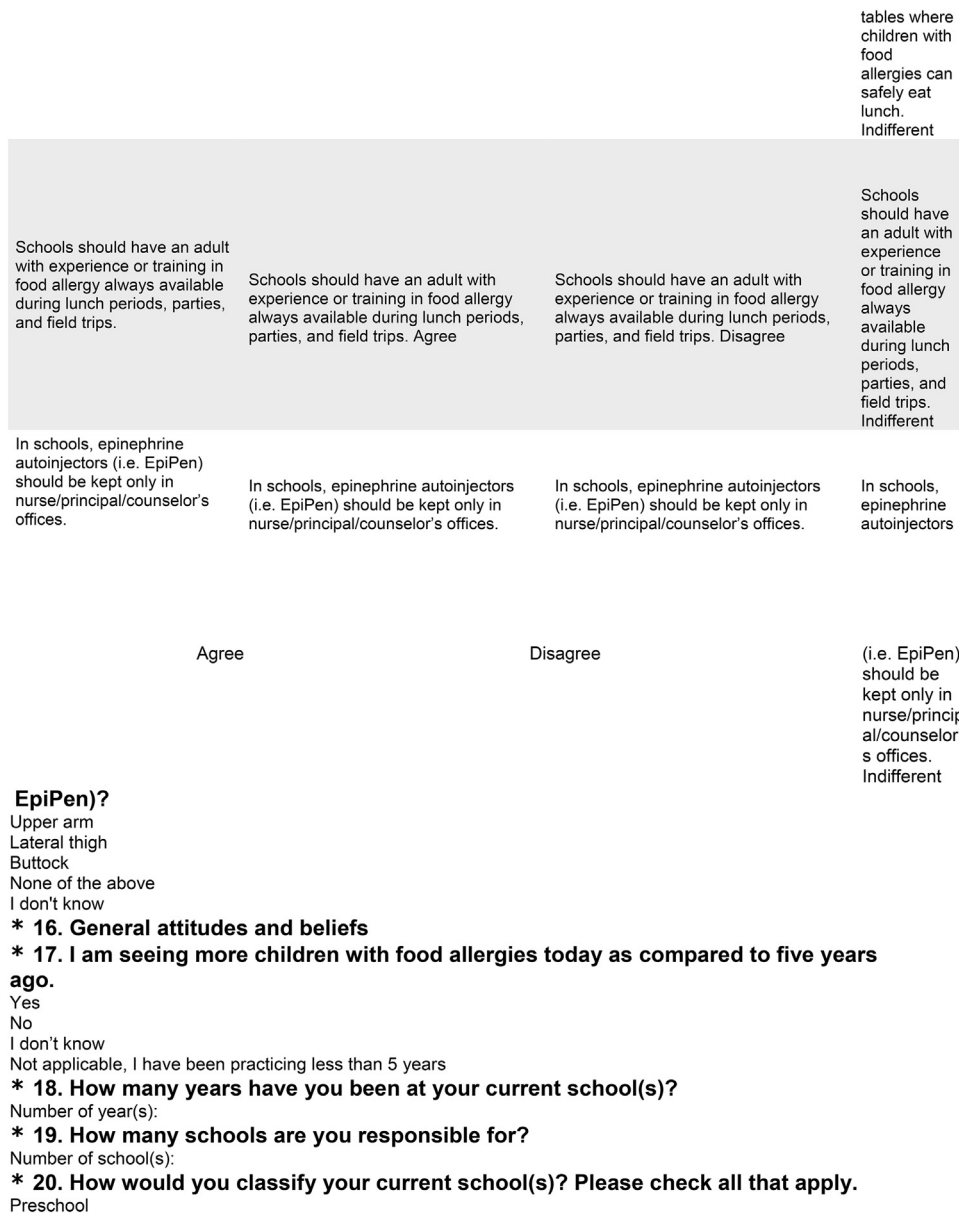 tables where
children with
food
allergies can
safely eat
lunch.
Indifferent
Schools should have an adult
with experience or training in
food allergy always available
during lunch periods, parties,
and field trips.
Schools should have an adult with
experience or training in food allergy
always available during lunch periods,
parties, and field trips. Agree
Schools should have an adult with
experience or training in food allergy
always available during lunch periods,
parties, and field trips. Disagree
Schools
should have
an adult with
experience
or training in
food allergy
always
available
during lunch
periods,
parties, and
field trips.
Indifferent
In schools, epinephrine
autoinjectors (i.e. EpiPen)
should be kept only in
nurse/principal/counselor’s
offices.
In schools, epinephrine autoinjectors
(i.e. EpiPen) should be kept only in
nurse/principal/counselor’s offices.
In schools, epinephrine autoinjectors
(i.e. EpiPen) should be kept only in
nurse/principal/counselor’s offices.
In schools,
epinephrine
autoinjectors
Agree
Disagree
(i.e. EpiPen)
should be
kept only in
nurse/princip
al/counselor
s offices.
Indifferent
EpiPen)?
Upper arm
Lateral thigh
Buttock
None of the above
I don't know
* 16. General attitudes and beliefs
* 17. I am seeing more children with food allergies today as compared to five years
ago.
Yes
No
I don’t know
Not applicable, I have been practicing less than 5 years
* 18. How many years have you been at your current school(s)?
Number of year(s):
* 19. How many schools are you responsible for?
Number of school(s):
* 20. How would you classify your current school(s)? Please check all that apply.
Preschool